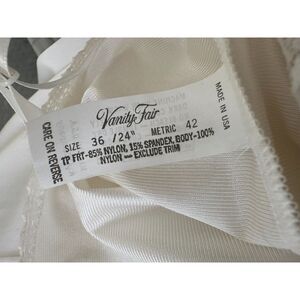 Vanity Fair
SIZE 36 /24" METRIC 42
TP FRT-85% NYLON, 15% SPANDEX, BODY-100%
NYLON — EXCLUDE TRIM
CARE ON REVERSE
MADE IN USA